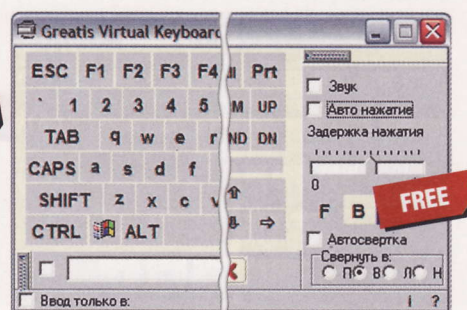 Greatis Virtual Keyboard
ESC F1 F2 F3 F4 Prt
` 1 2 3 4 5 M UP
TAB q w e r ND DN
CAPS a s d f
SHIFT z x c v
CTRL ALT
Звук
Авто нажатие
Задержка нажатия
0
F B
FREE
Автосвертка
Свернуть в:
П В Л Н
Ввод только в:
i ?